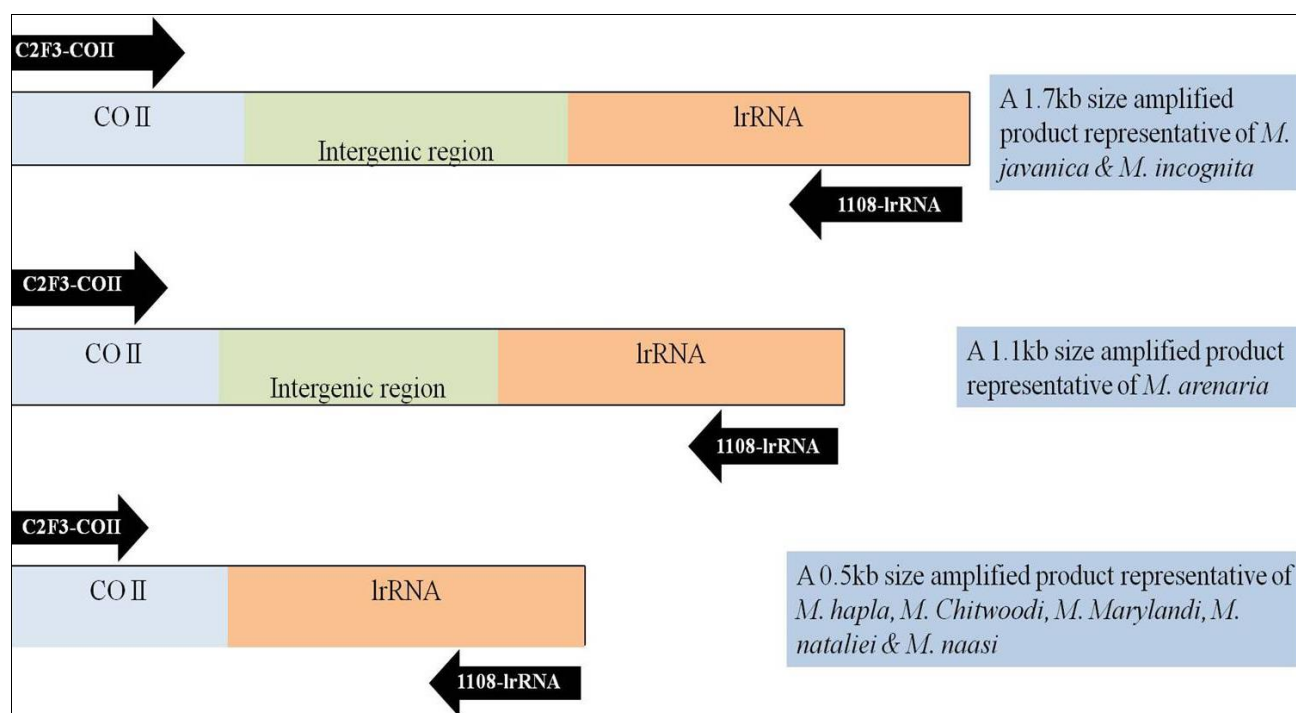 C2F3-COII
CO II
Intergenic region
lrRNA
1108-lrRNA
A 1.7kb size amplified
product representative of M.
javanica & M. incognita
C2F3-COII
CO II
Intergenic region
lrRNA
1108-lrRNA
A 1.1kb size amplified product
representative of M. arenaria
C2F3-COII
CO II
lrRNA
1108-lrRNA
A 0.5kb size amplified product representative of
M. hapla, M. Chitwoodi, M. Marylandi, M.
nataliei & M. naasi